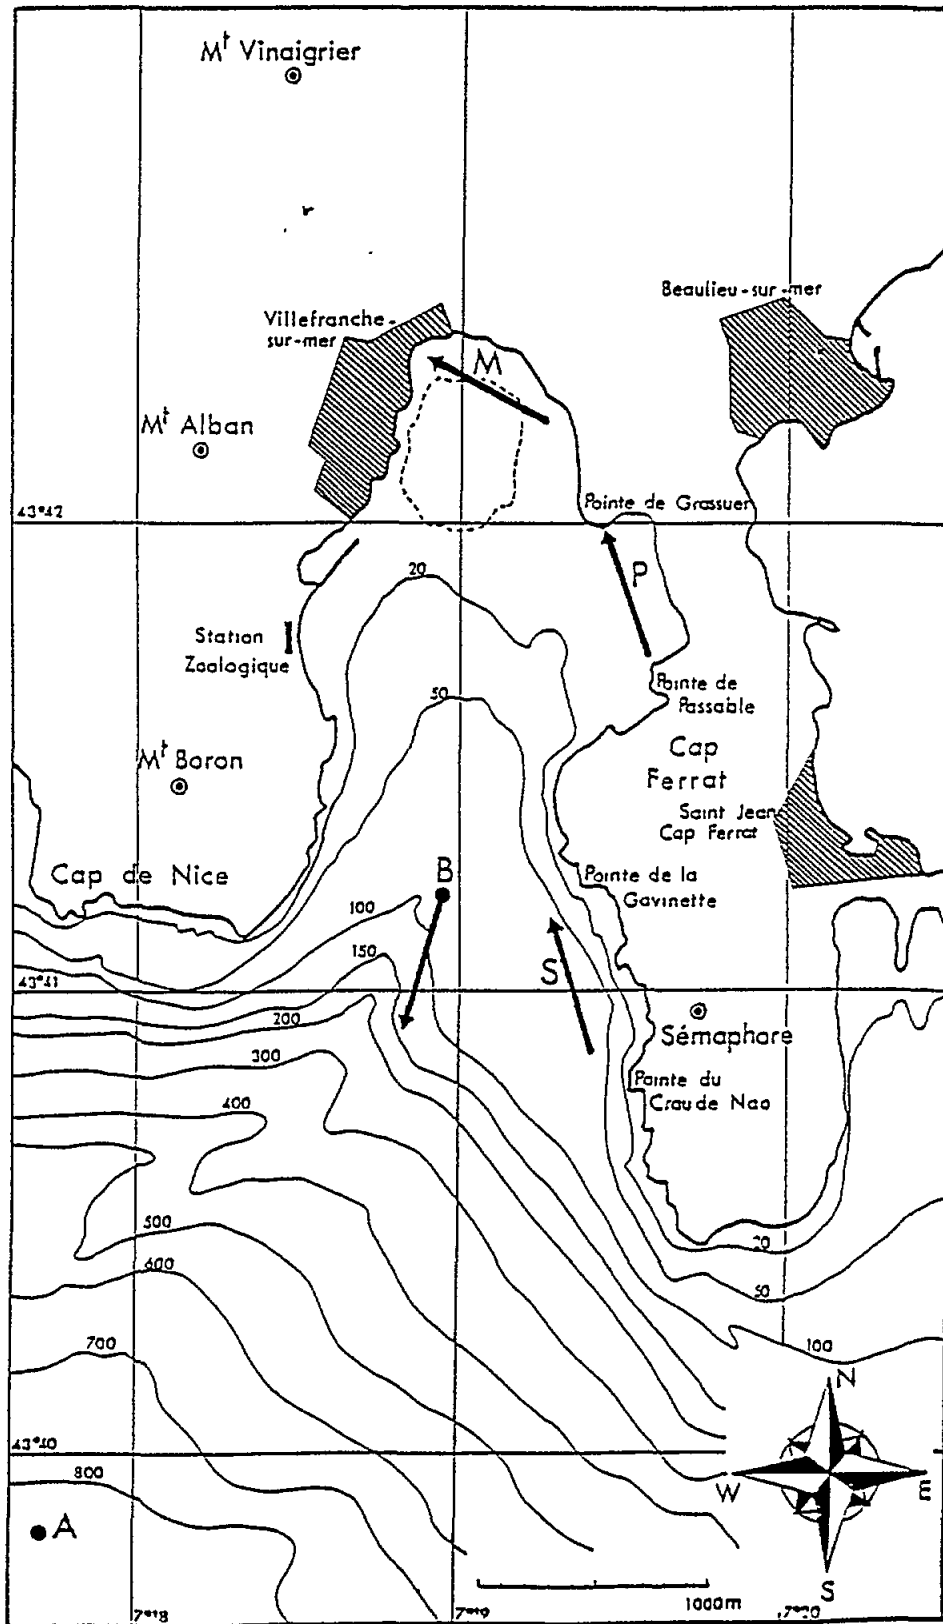 Mt Vinaigrier
Beaulieu-sur-mer
Villefranche-
sur-mer
M
Mt Alban
Pointe de Grassuer
43°42
P
20
Station
Zoologique
Pointe de
Passable
50
Cap
Ferrat
Mt Boron
Saint Jean
Cap Ferrat
B
Cap de Nice
Pointe de la
Gavinette
100
150
S
43°41
200
Sémaphore
300
Pointe du
Crau de Nao
400
500
20
600
50
700
100
N
43°40
800
W
E
A
S
1000m
7°18
7°19
7°20